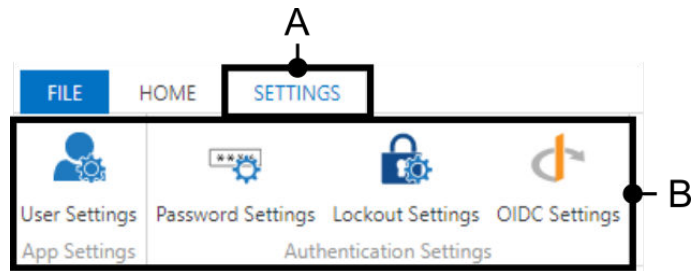 A
FILE HOME SETTINGS
B
User Settings Password Settings Lockout Settings OIDC Settings
App Settings Authentication Settings